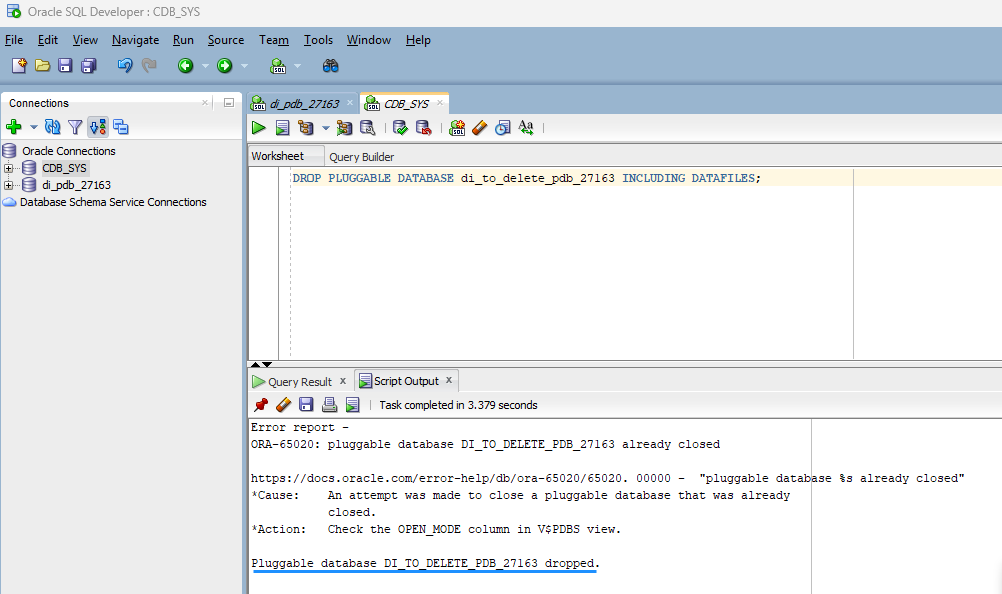 Oracle SQL Developer : CDB_SYS
File Edit View Navigate Run Source Team Tools Window Help
Connections
Oracle Connections
CDB_SYS
di_pdb_27163
Database Schema Service Connections
di_pdb_27163 CDB_SYS
Worksheet Query Builder
DROP PLUGGABLE DATABASE di_to_delete_pdb_27163 INCLUDING DATAFILES;
Query Result x Script Output x
Task completed in 3.379 seconds
Error report -
ORA-65020: pluggable database DI_TO_DELETE_PDB_27163 already closed
https://docs.oracle.com/error-help/db/ora-65020/65020. 00000 - "pluggable database %s already closed"
*Cause: An attempt was made to close a pluggable database that was already
closed.
*Action: Check the OPEN_MODE column in V$PDBS view.
Pluggable database DI_TO_DELETE_PDB_27163 dropped.